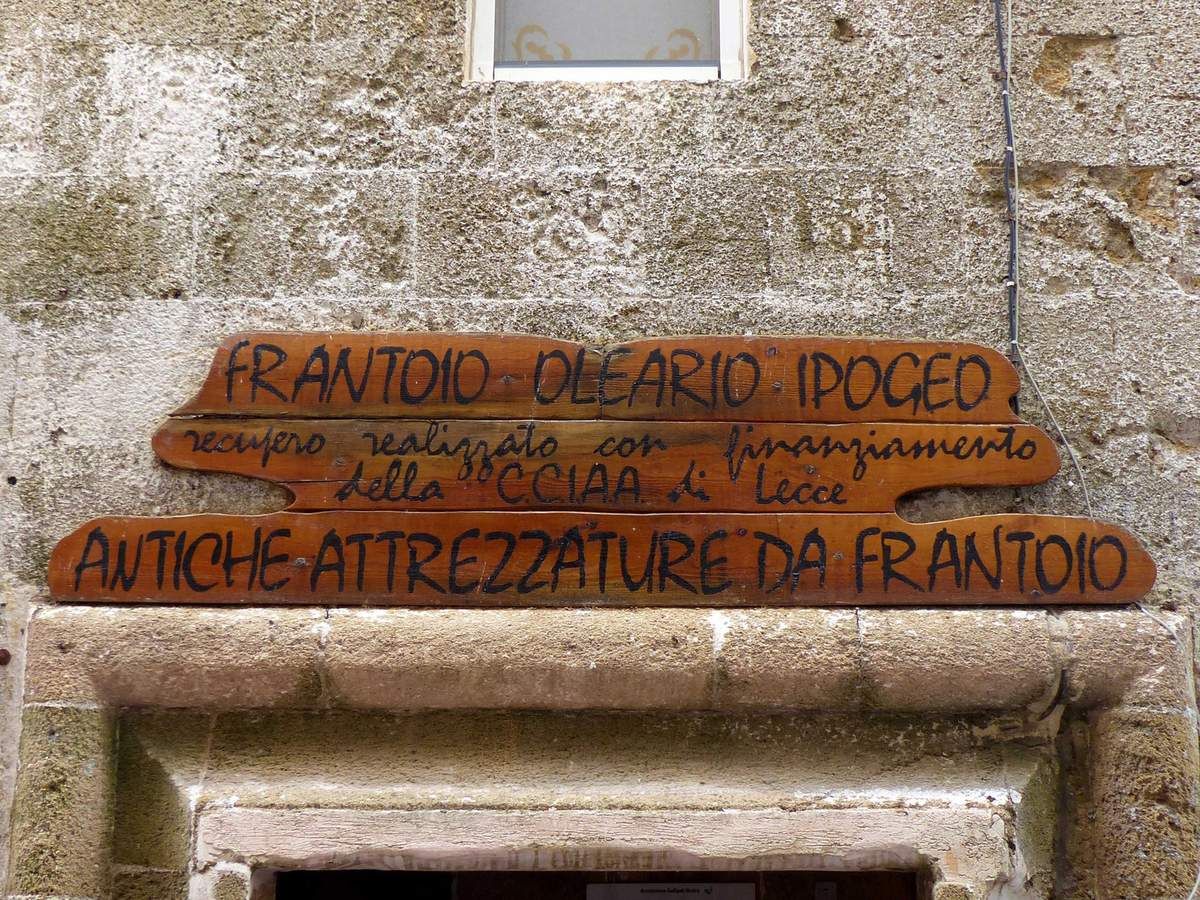 FRANTOIO OLEARIO IPOGEO
recupero realizzato con finanziamento
della C.C.I.A.A. di Lecce
ANTICHE ATTREZZATURE DA FRANTOIO